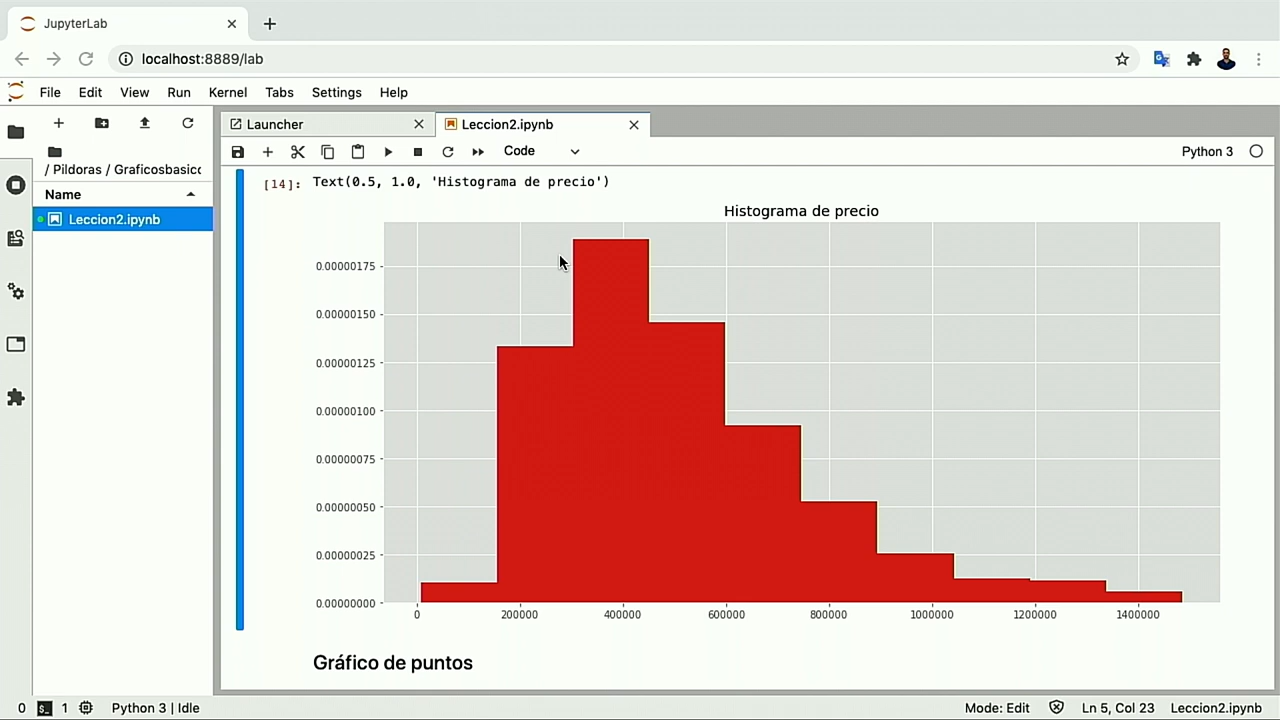 JupyterLab
localhost:8889/lab
File Edit View Run Kernel Tabs Settings Help
Launcher
Leccion2.ipynb
/ Pildoras / Graficosbasico
Code
Python 3
Name
Leccion2.ipynb
[14]: Text(0.5, 1.0, 'Histograma de precio')
Histograma de precio
0.00000175
0.00000150
0.00000125
0.00000100
0.00000075
0.00000050
0.00000025
0.00000000
0 200000 400000 600000 800000 1000000 1200000 1400000
Gráfico de puntos
0 $_ 1 Python 3 | Idle Mode: Edit Ln 5, Col 23 Leccion2.ipynb